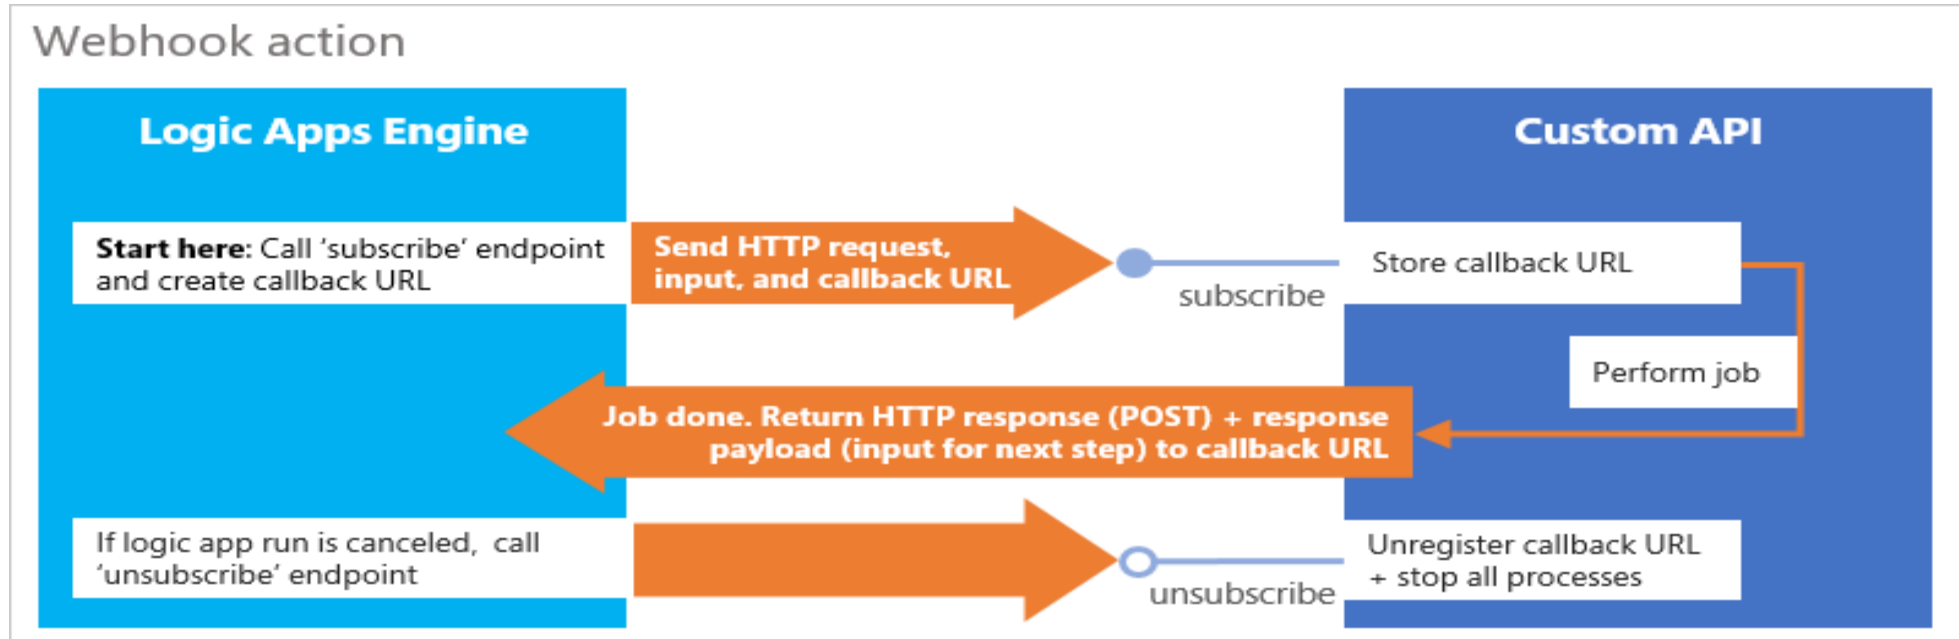 Webhook action
Logic Apps Engine
Custom API
Start here: Call ‘subscribe’ endpoint
and create callback URL
Send HTTP request,
input, and callback URL
subscribe
Store callback URL
Perform job
Job done. Return HTTP response (POST) + response
payload (input for next step) to callback URL
If logic app run is canceled, call
‘unsubscribe’ endpoint
unsubscribe
Unregister callback URL
+ stop all processes